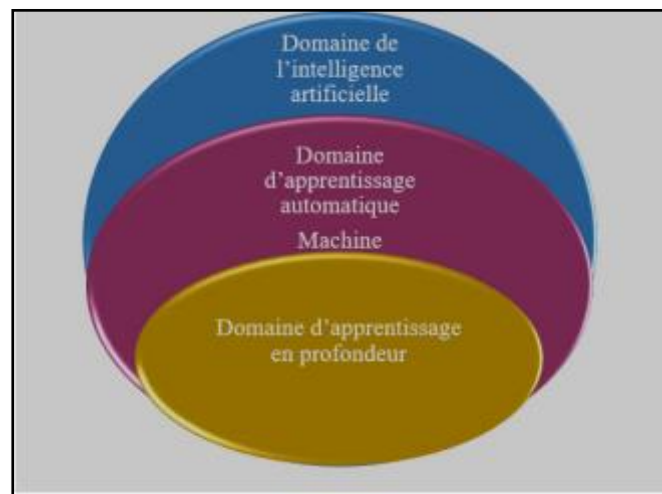 Domaine de
l’intelligence
artificielle
Domaine
d’apprentissage
automatique
Machine
Domaine d’apprentissage
en profondeur